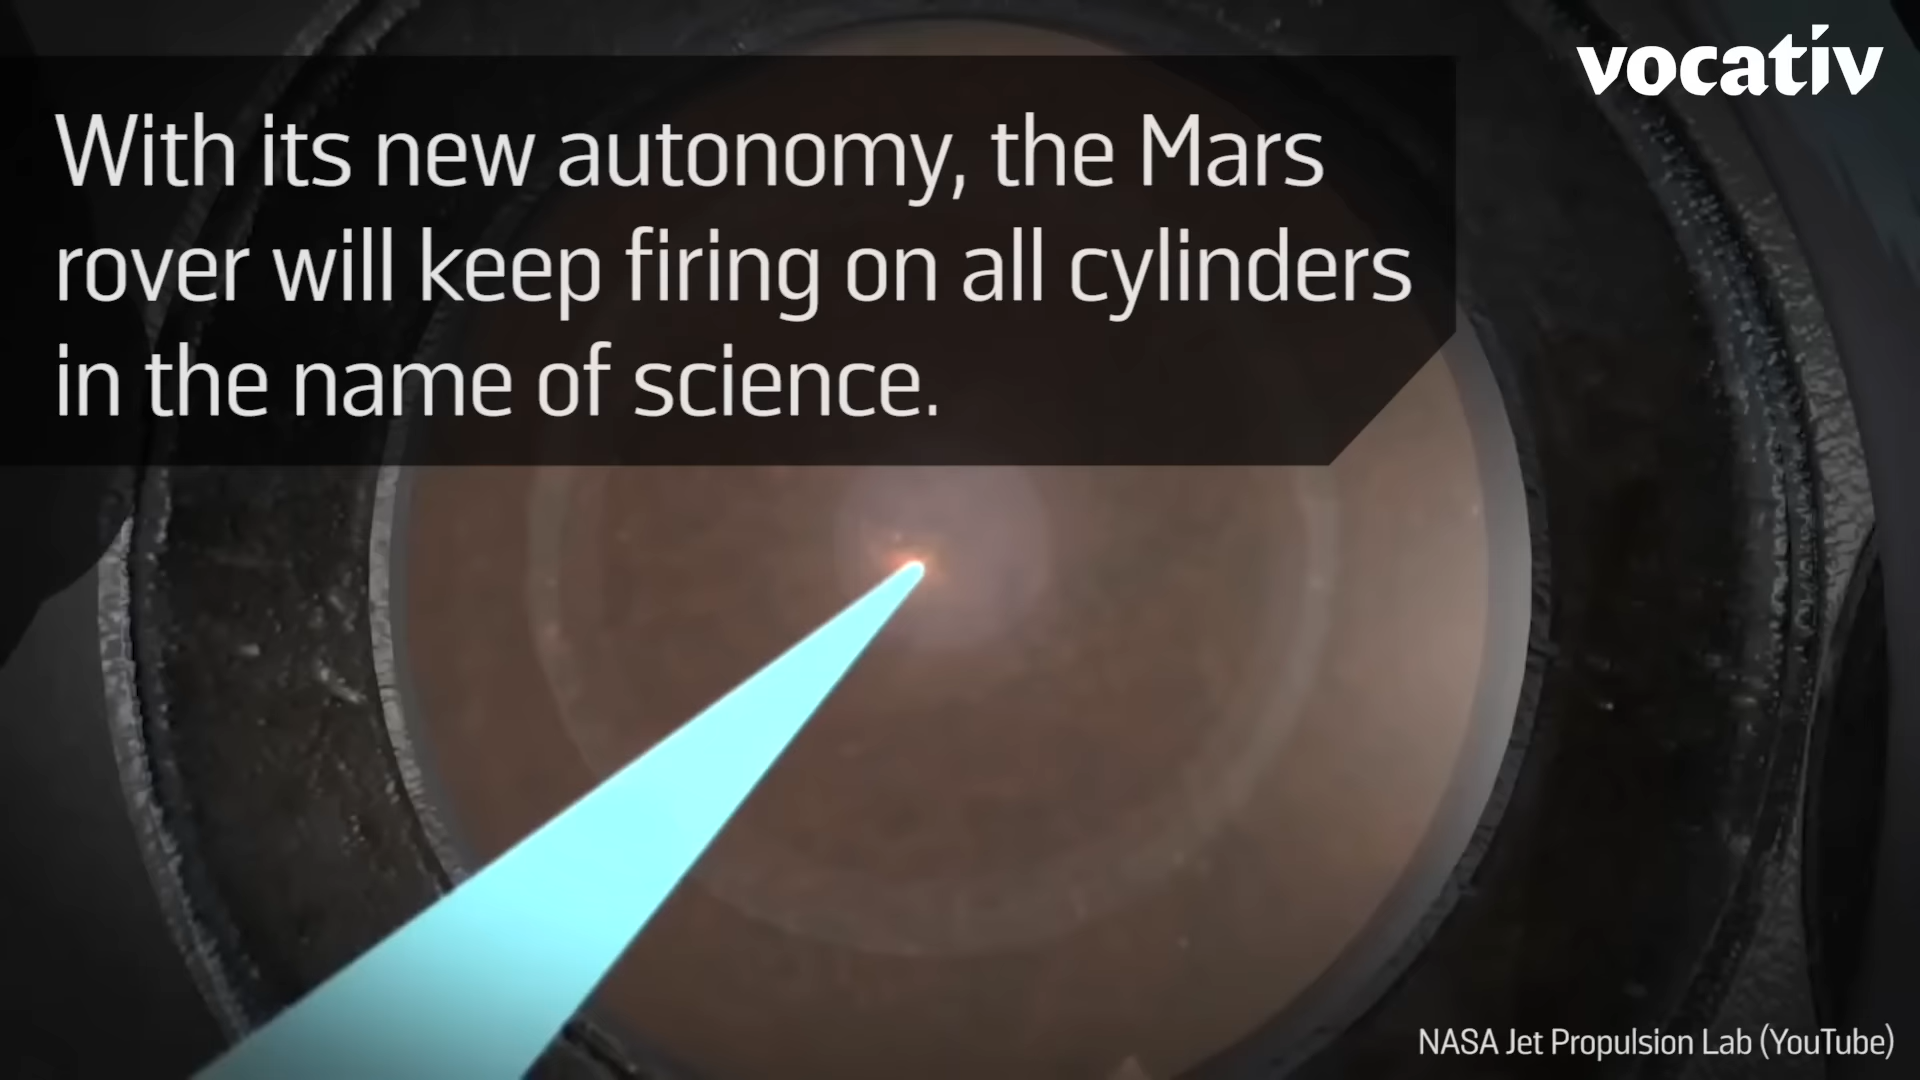 vocativ
With its new autonomy, the Mars
rover will keep firing on all cylinders
in the name of science.
NASA Jet Propulsion Lab (YouTube)